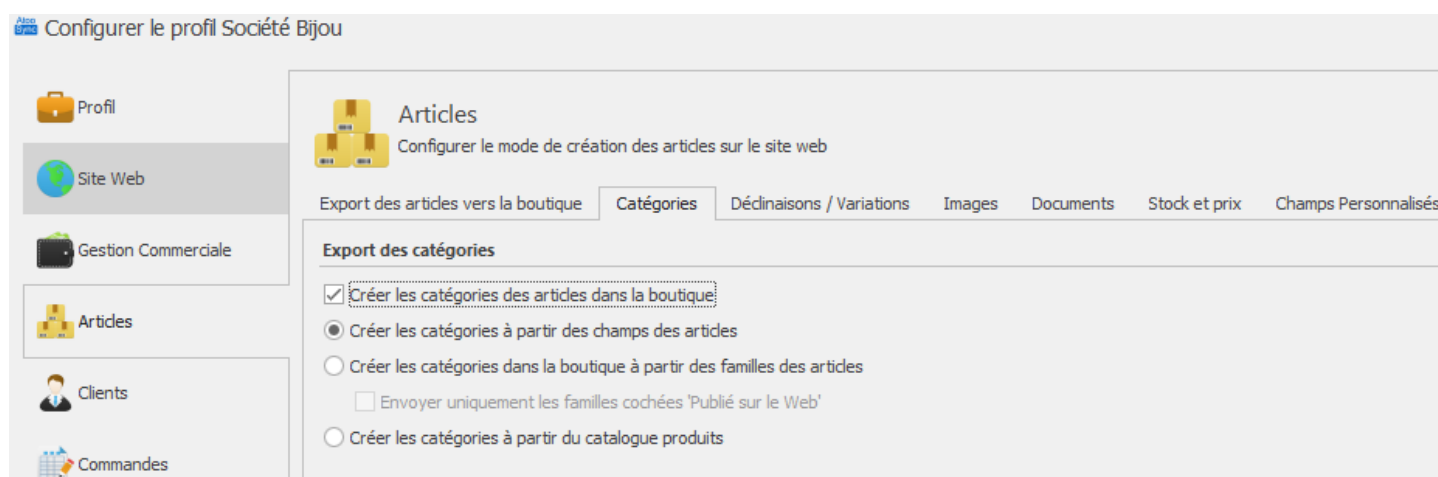 Atoo Sync Configurer le profil Société Bijou
Profil
Site Web
Gestion Commerciale
Articles
Clients
Commandes
Articles
Configurer le mode de création des articles sur le site web
Export des articles vers la boutique Catégories Déclinaisons / Variations Images Documents Stock et prix Champs Personnalisés
Export des catégories
Créer les catégories des articles dans la boutique
Créer les catégories à partir des champs des articles
Créer les catégories dans la boutique à partir des familles des articles
Envoyer uniquement les familles cochées 'Publié sur le Web'
Créer les catégories à partir du catalogue produits